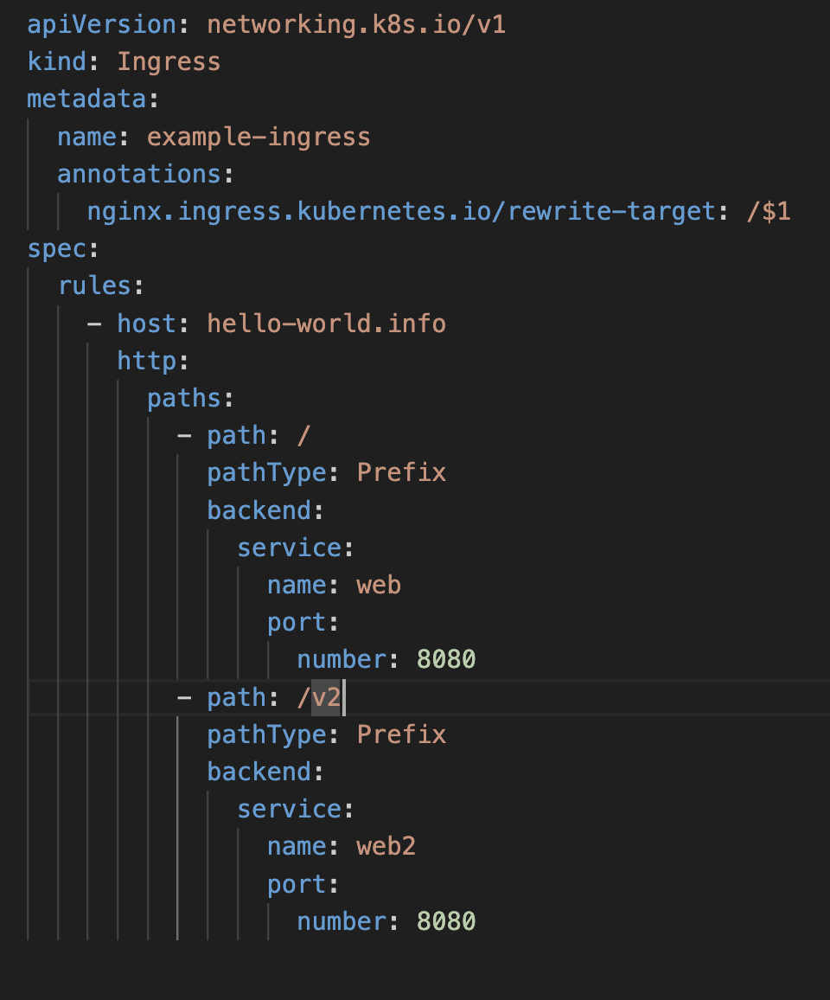 apiVersion: networking.k8s.io/v1
kind: Ingress
metadata:
  name: example-ingress
  annotations:
    nginx.ingress.kubernetes.io/rewrite-target: /$1
spec:
  rules:
    - host: hello-world.info
      http:
        paths:
          - path: /
            pathType: Prefix
            backend:
              service:
                name: web
                port:
                  number: 8080
          - path: /v2
            pathType: Prefix
            backend:
              service:
                name: web2
                port:
                  number: 8080